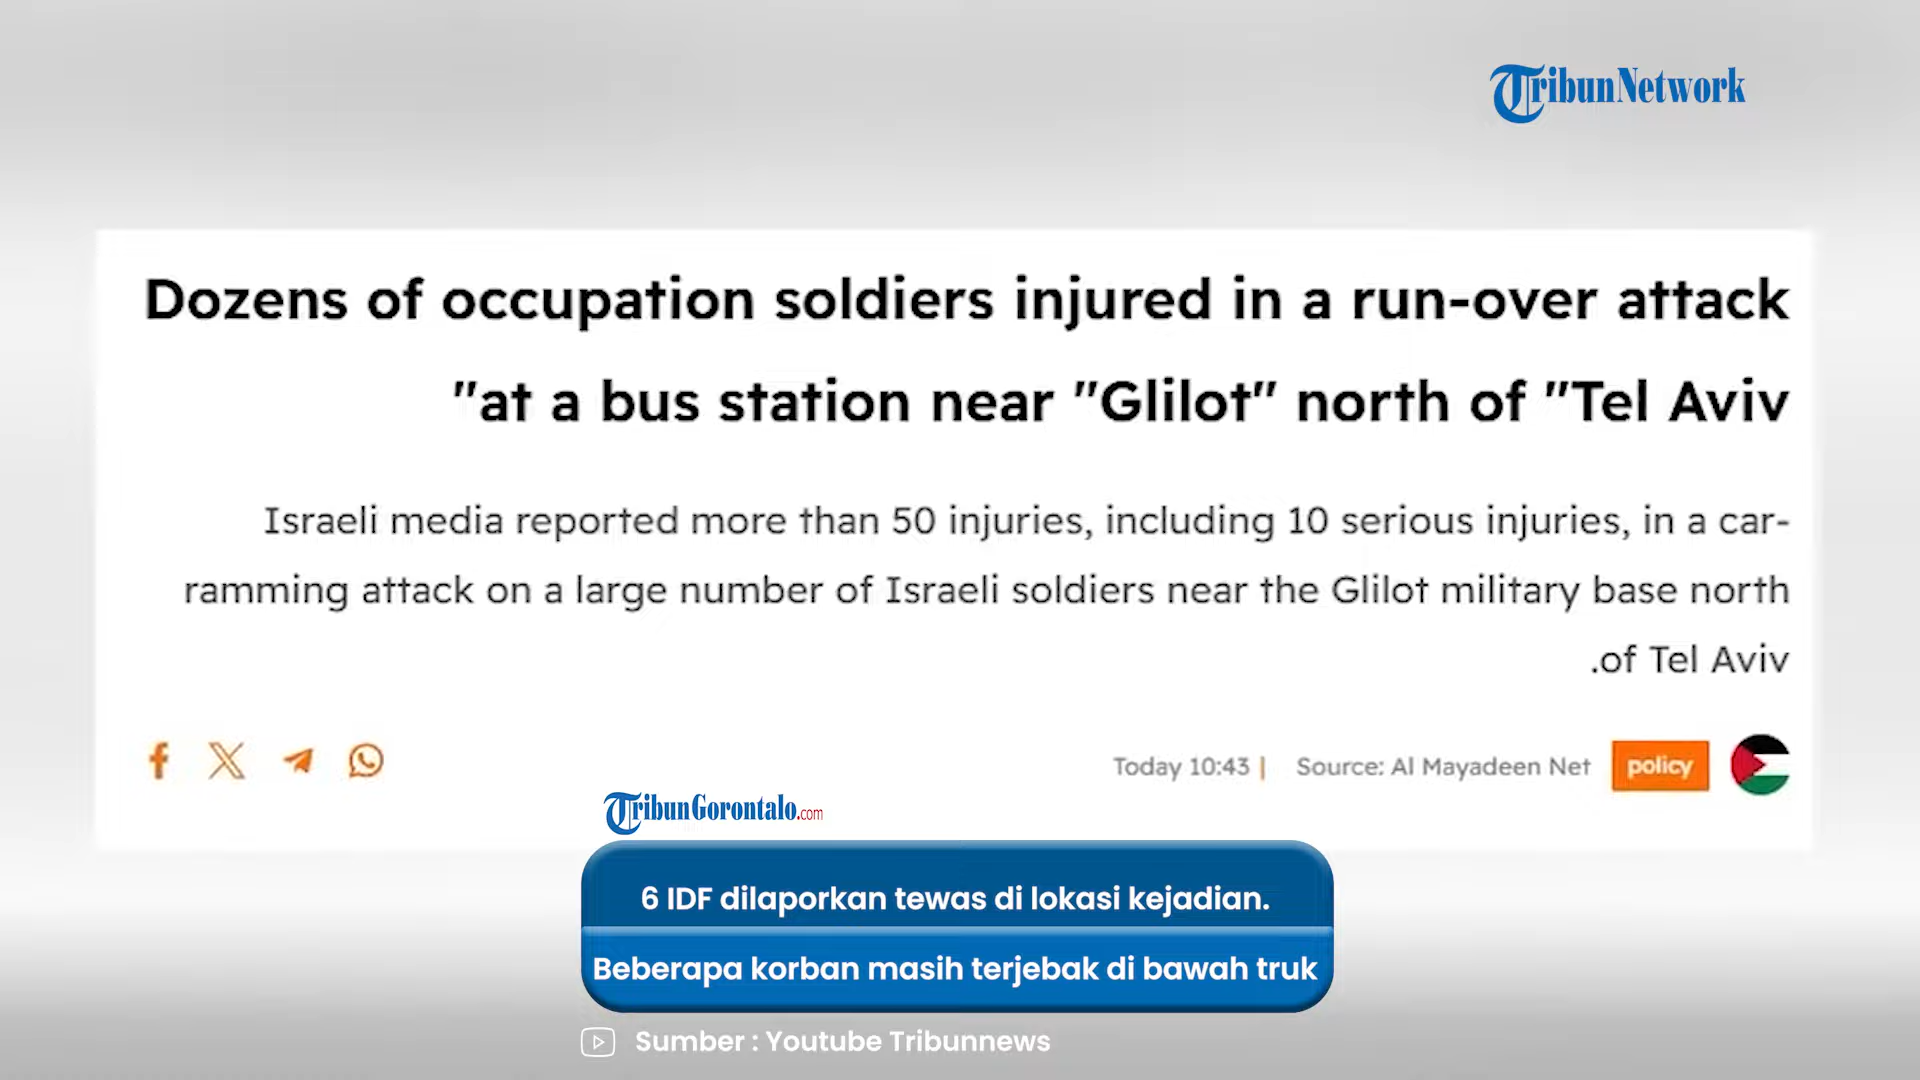 TribunNetwork
Dozens of occupation soldiers injured in a run-over attack
"at a bus station near "Glilot" north of "Tel Aviv
Israeli media reported more than 50 injuries, including 10 serious injuries, in a car-
ramming attack on a large number of Israeli soldiers near the Glilot military base north
.of Tel Aviv
Today 10:43 | Source: Al Mayadeen Net policy
TribunGorontalo.com
6 IDF dilaporkan tewas di lokasi kejadian.
Beberapa korban masih terjebak di bawah truk
Sumber : Youtube Tribunnews